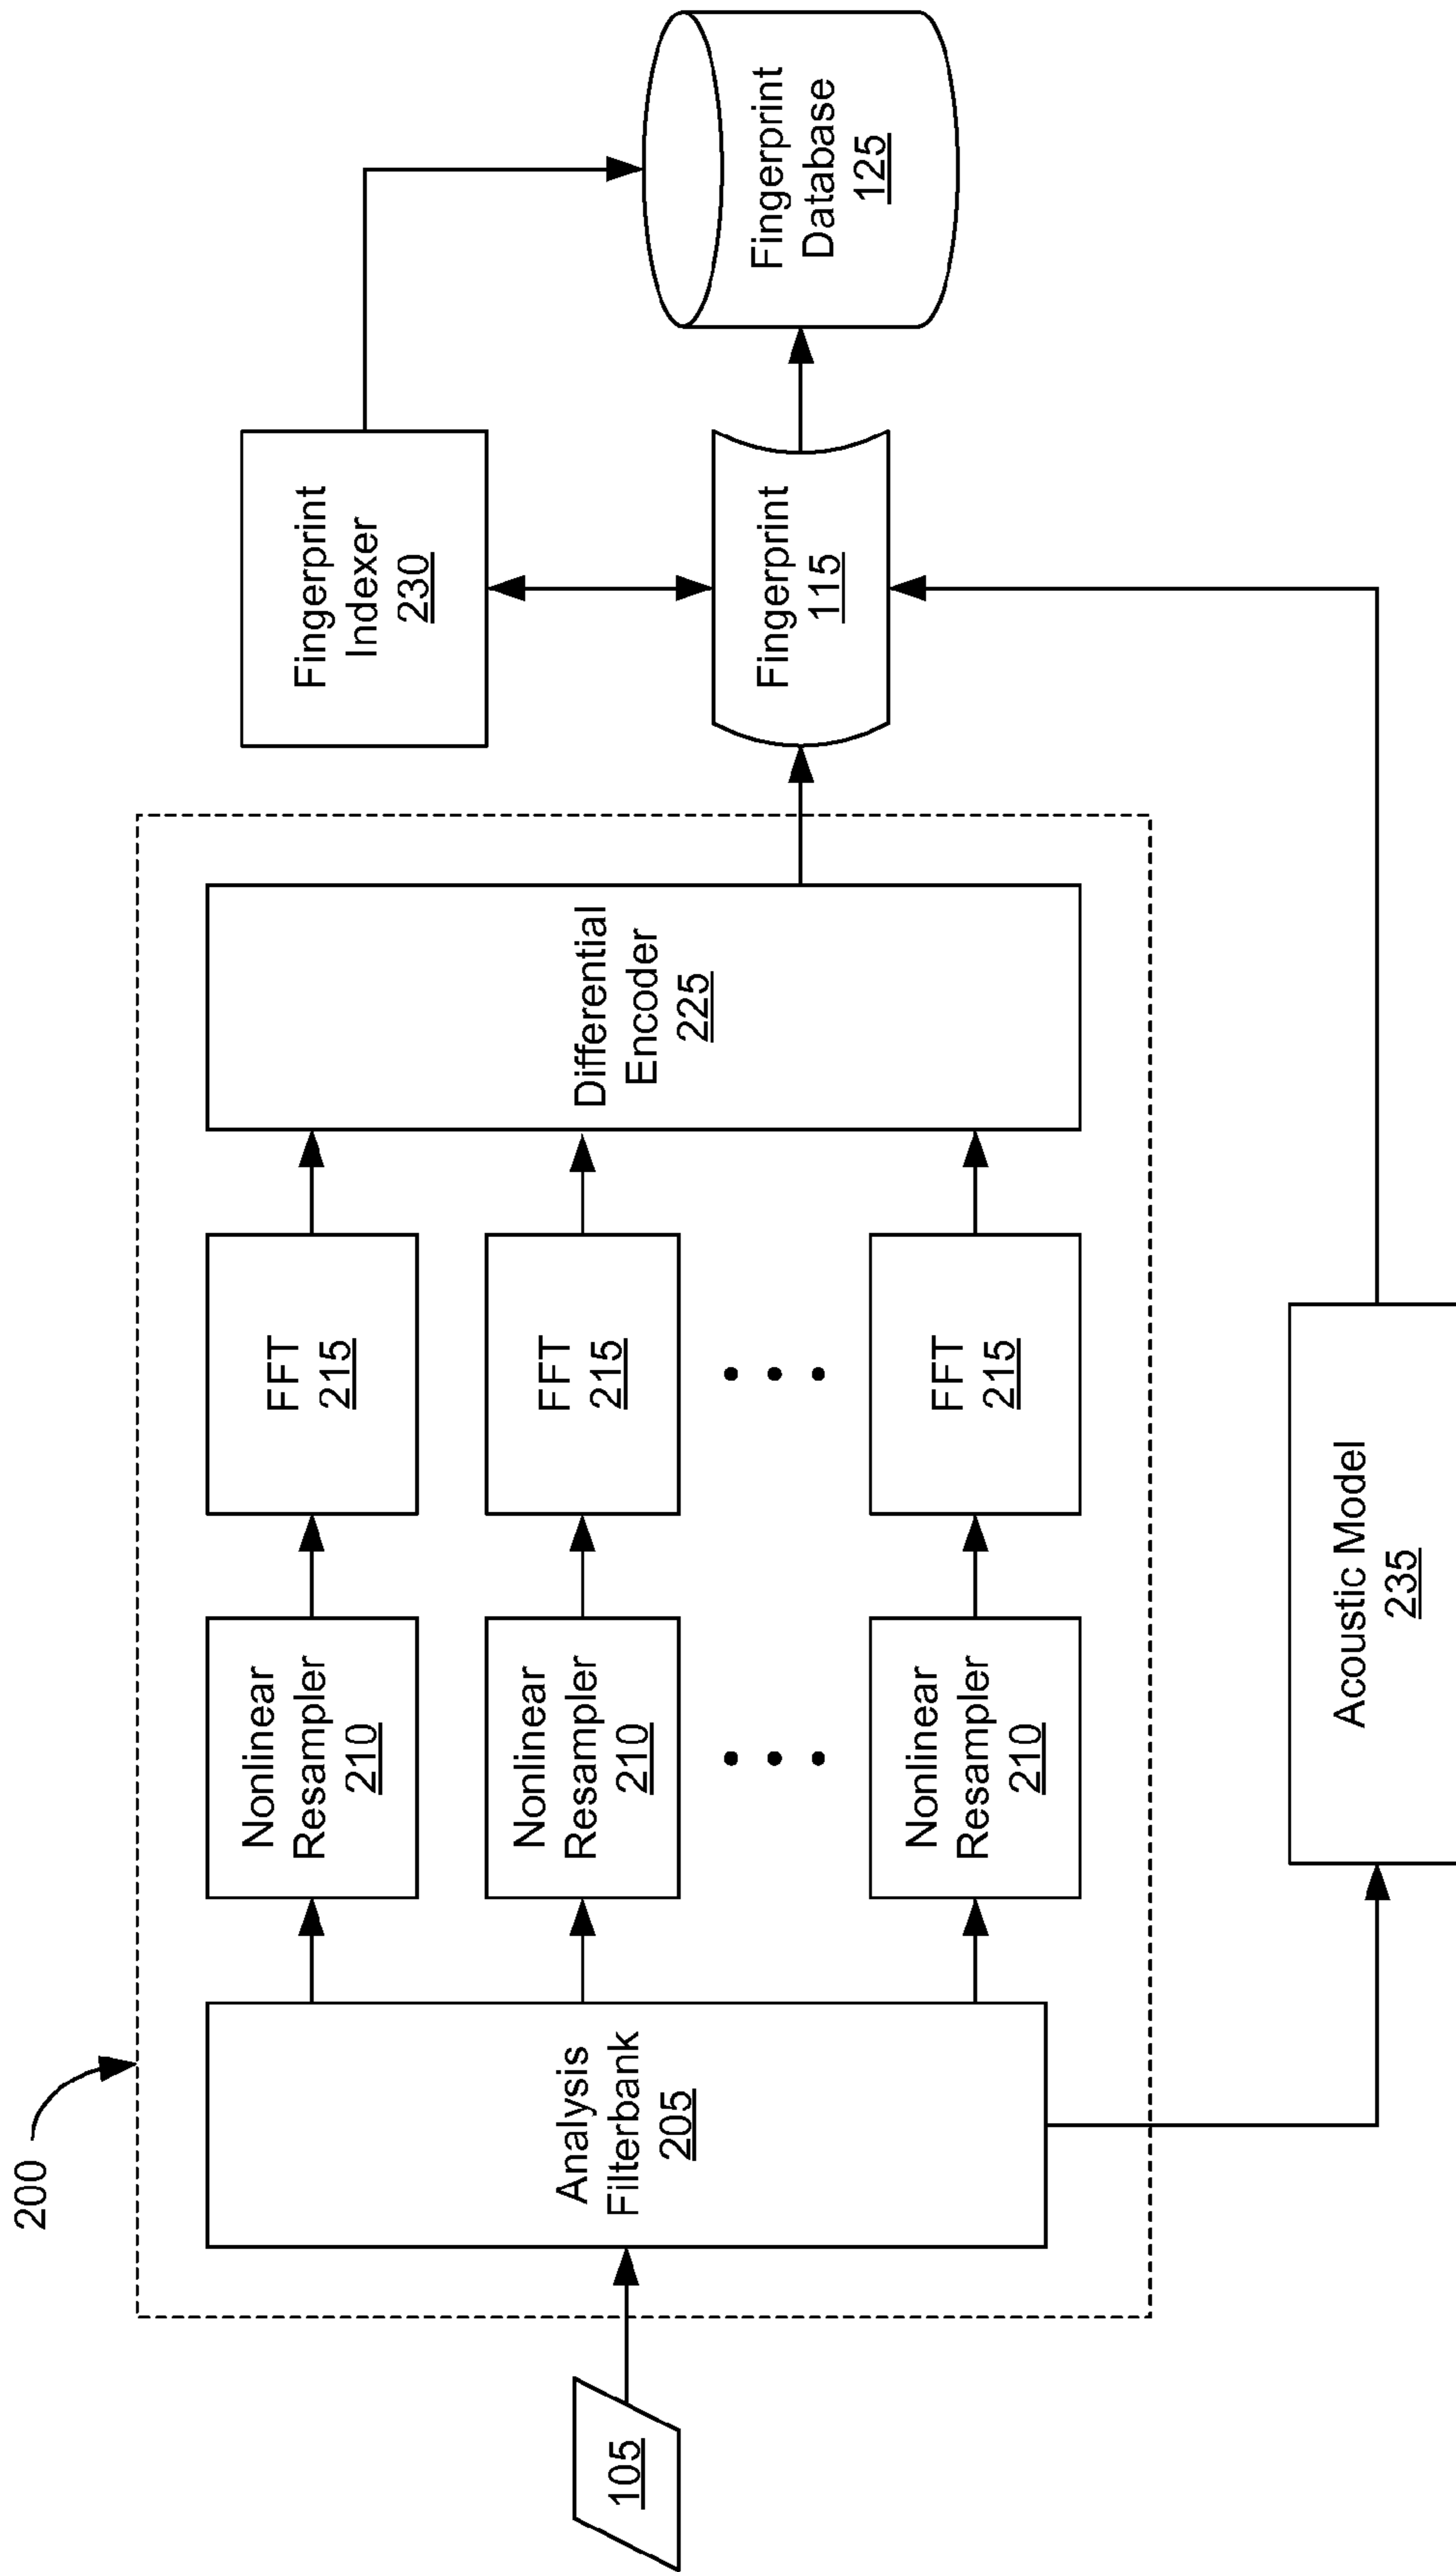 200
105
Analysis
Filterbank
205
Nonlinear
Resampler
210
Nonlinear
Resampler
210
Nonlinear
Resampler
210
FFT
215
FFT
215
FFT
215
Differential
Encoder
225
Fingerprint
Indexer
230
Fingerprint
115
Fingerprint
Database
125
Acoustic Model
235